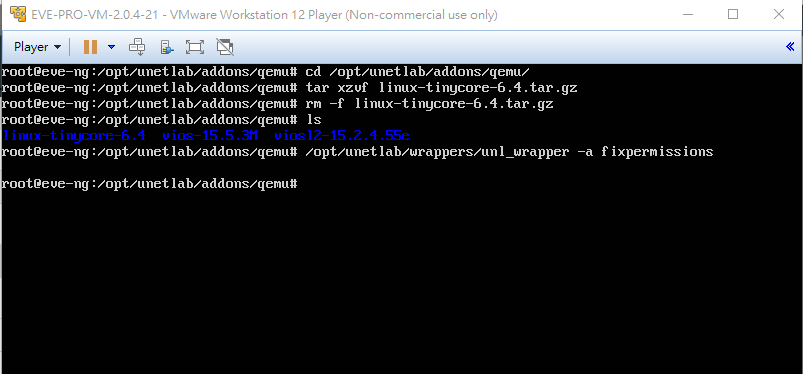 EVE-PRO-VM-2.0.4-21 - VMware Workstation 12 Player (Non-commercial use only)
Player
root@eve-ng:/opt/unetlab/addons/qemu# cd /opt/unetlab/addons/qemu/
root@eve-ng:/opt/unetlab/addons/qemu# tar xzvf linux-tinycore-6.4.tar.gz
root@eve-ng:/opt/unetlab/addons/qemu# rm -f linux-tinycore-6.4.tar.gz
root@eve-ng:/opt/unetlab/addons/qemu# ls
linux-tinycore-6.4 vios-15.5.3M viosl2-15.2.4.55e
root@eve-ng:/opt/unetlab/addons/qemu# /opt/unetlab/wrappers/unl_wrapper -a fixpermissions
root@eve-ng:/opt/unetlab/addons/qemu#